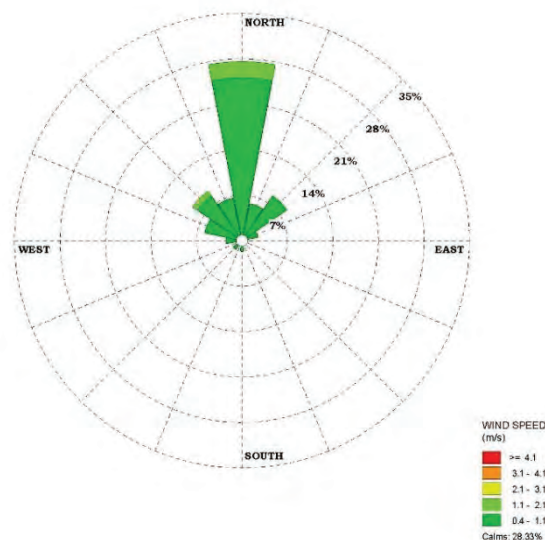 NORTH
35%
28%
21%
14%
7%
WEST
EAST
SOUTH
WIND SPEED
(m/s)
>= 4.1
3.1 - 4.1
2.1 - 3.1
1.1 - 2.1
0.4 - 1.1
Calms: 28.33%